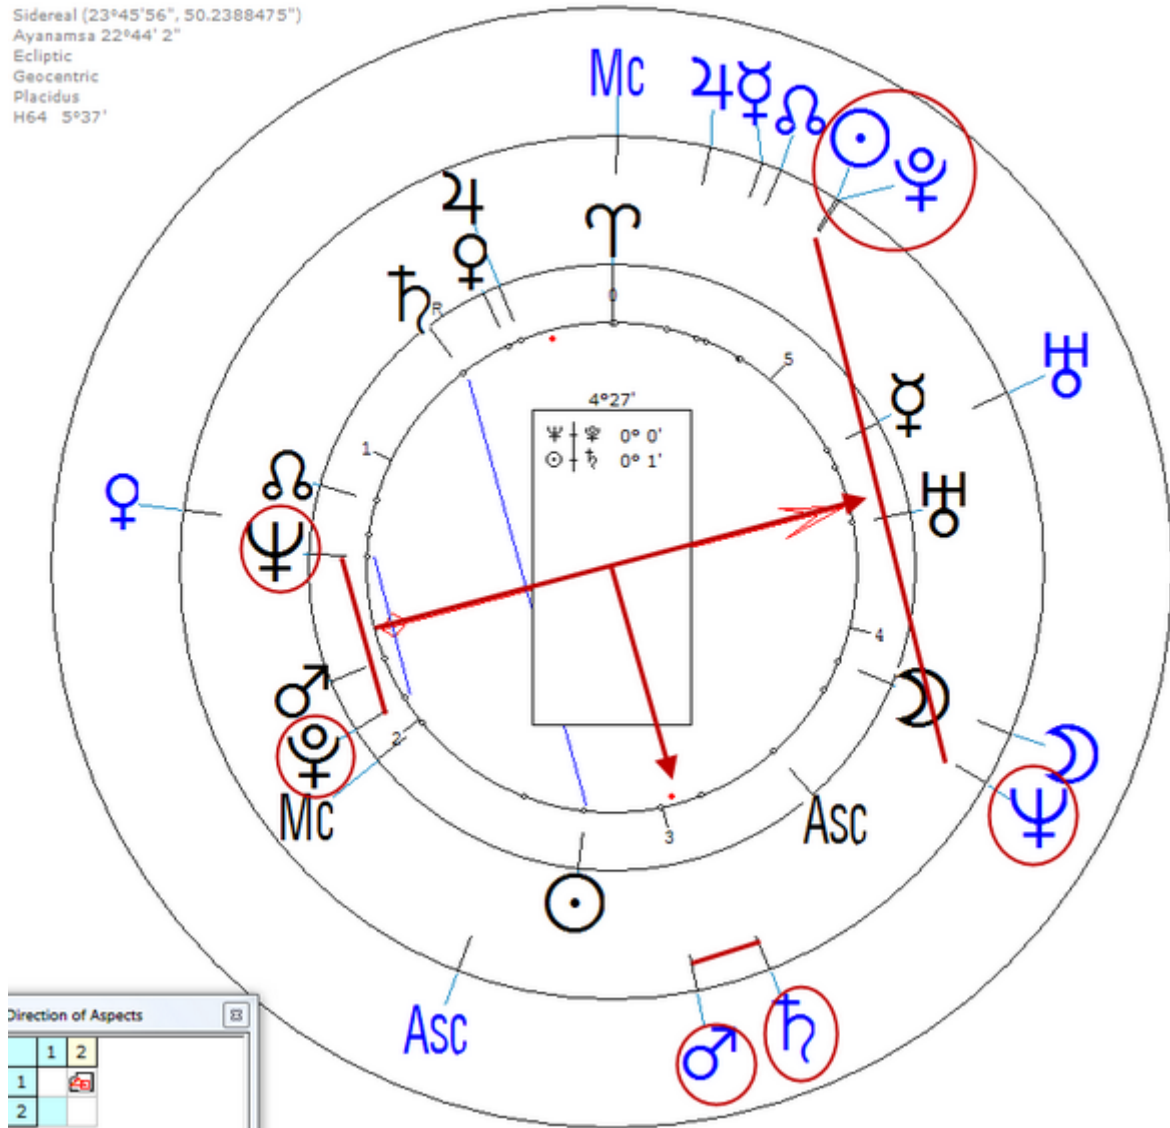 Sidereal (23°45'56", 50.2388475")
Ayanamsa 22°44' 2"
Ecliptic
Geocentric
Placidus
H64 5°37'
Mc
♃ ☿ ☊ ☉ ♇
♃ ♀ ♈
♄ R
0
5
♅
☿
4°27'
♆ ┼ ♇ 0° 0'
☉ ┼ ♄ 0° 1'
1
☊
♀
♆
♅
4
♂
☽
☽
♇
2
Mc
♆
Asc
3
☉
Asc
♂ ♄
Direction of Aspects
1 2
1
2